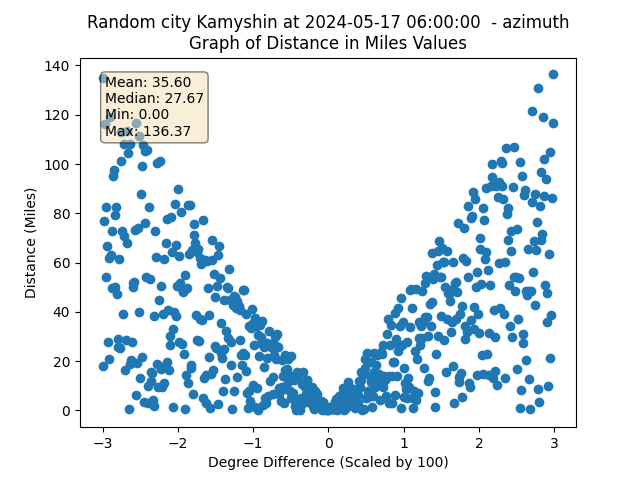 Random city Kamyshin at 2024-05-17 06:00:00  - azimuth
Graph of Distance in Miles Values
140
120
100
80
60
40
20
0
Mean: 35.60
Median: 27.67
Min: 0.00
Max: 136.37
Distance (Miles)
−3
−2
−1
0
1
2
3
Degree Difference (Scaled by 100)